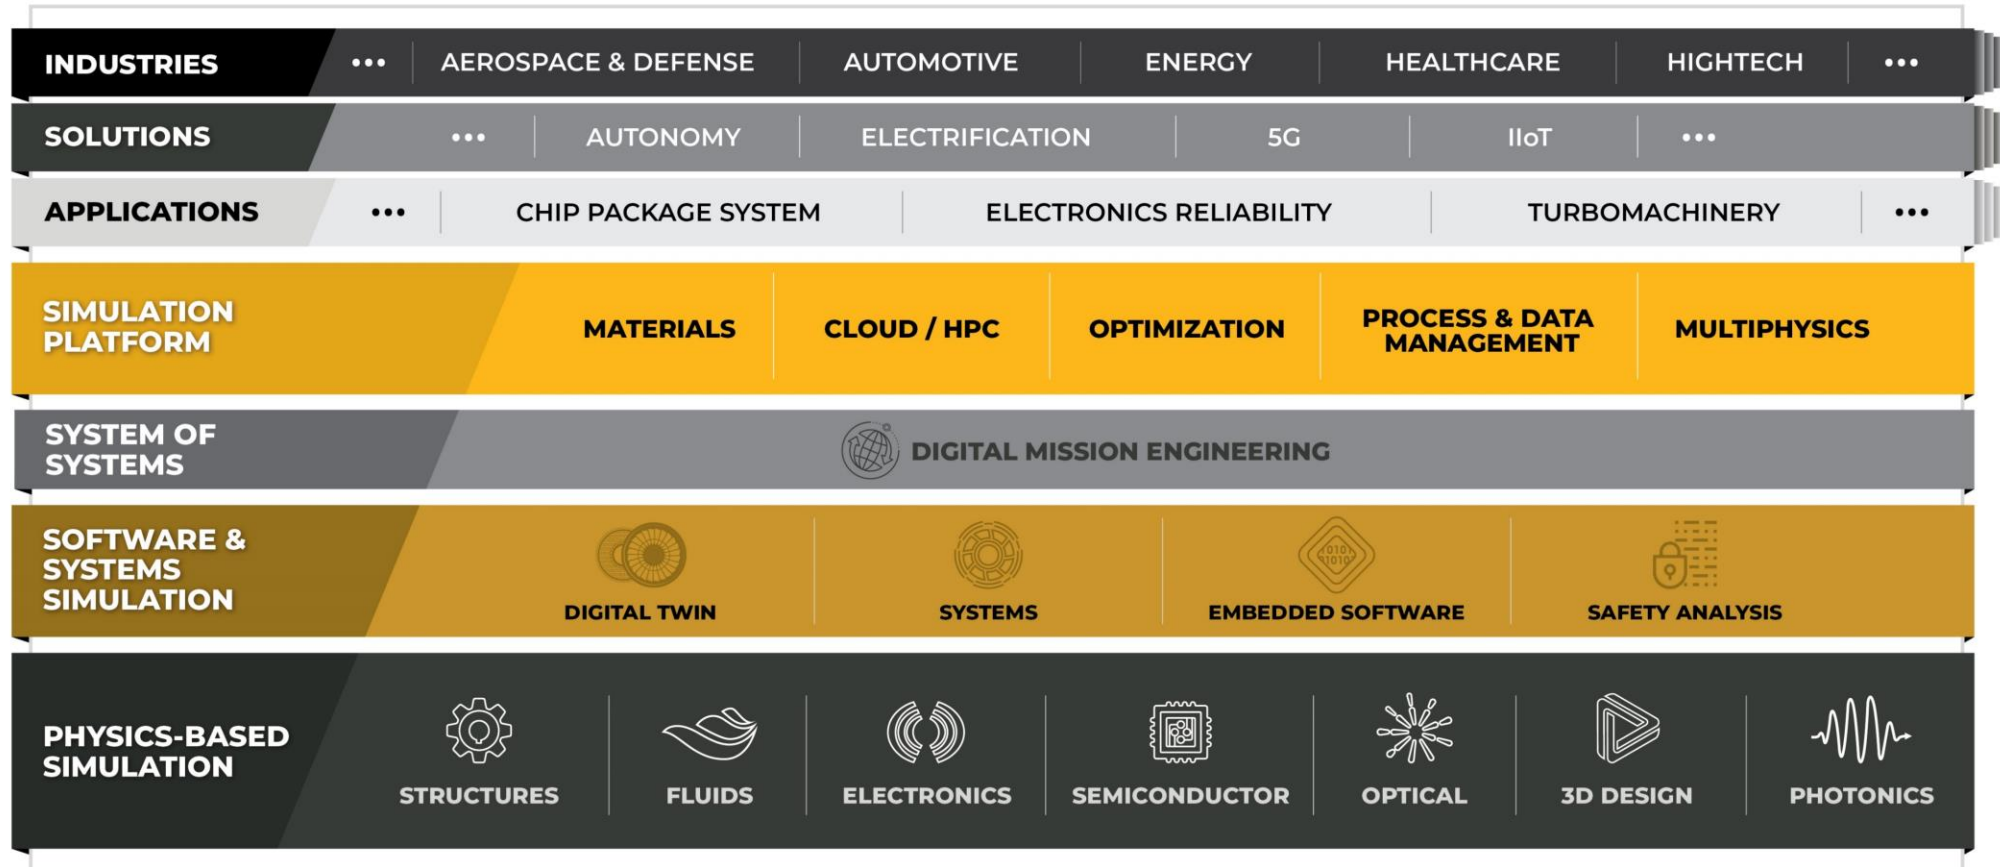 INDUSTRIES ... AEROSPACE & DEFENSE AUTOMOTIVE ENERGY HEALTHCARE HIGHTECH ...
SOLUTIONS ... AUTONOMY ELECTRIFICATION 5G IIoT ...
APPLICATIONS ... CHIP PACKAGE SYSTEM ELECTRONICS RELIABILITY TURBOMACHINERY ...
SIMULATION
PLATFORM
MATERIALS CLOUD / HPC OPTIMIZATION
PROCESS & DATA
MANAGEMENT
MULTIPHYSICS
SYSTEM OF
SYSTEMS
DIGITAL MISSION ENGINEERING
SOFTWARE &
SYSTEMS
SIMULATION
DIGITAL TWIN SYSTEMS EMBEDDED SOFTWARE SAFETY ANALYSIS
PHYSICS-BASED
SIMULATION
STRUCTURES FLUIDS ELECTRONICS SEMICONDUCTOR OPTICAL 3D DESIGN PHOTONICS